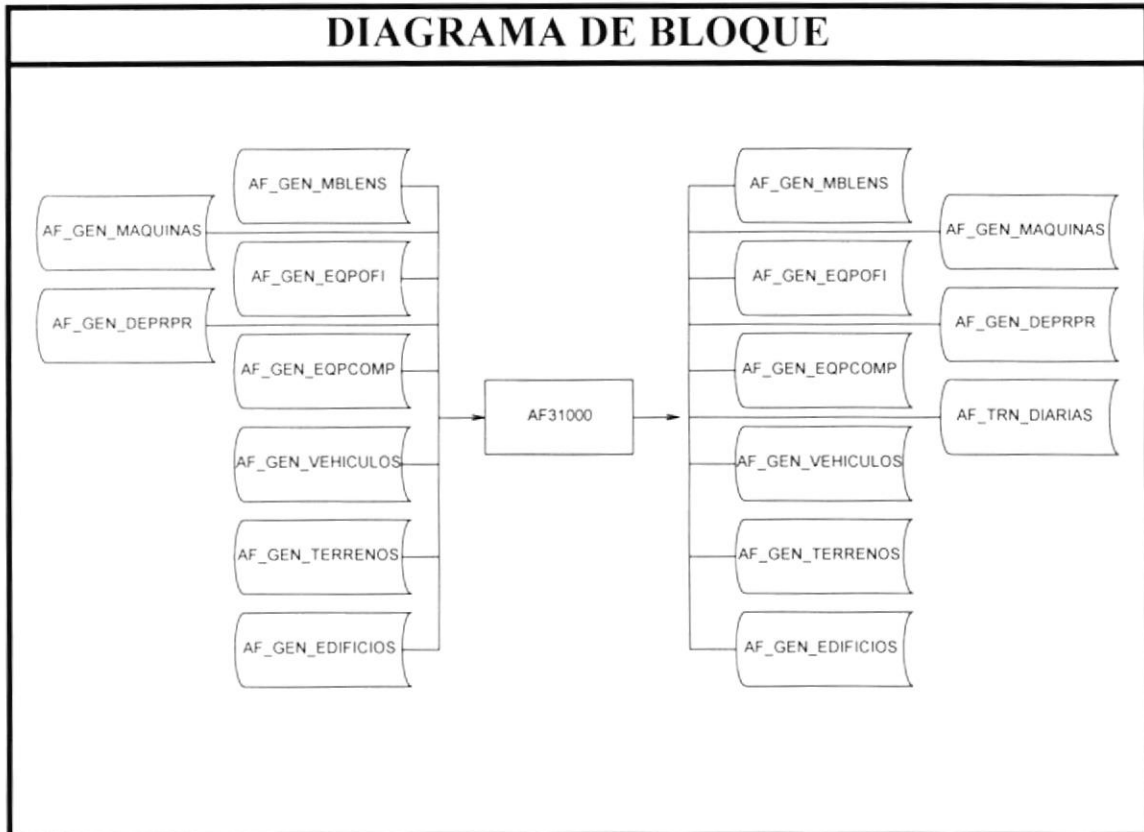 DIAGRAMA DE BLOQUE
AF_GEN_MBLENS
AF_GEN_MAQUINAS
AF_GEN_EQPOFI
AF_GEN_DEPRPR
AF_GEN_EQPCOMP
AF_GEN_VEHICULOS
AF_GEN_TERRENOS
AF_GEN_EDIFICIOS
AF31000
AF_GEN_MBLENS
AF_GEN_MAQUINAS
AF_GEN_EQPOFI
AF_GEN_DEPRPR
AF_GEN_EQPCOMP
AF_TRN_DIARIAS
AF_GEN_VEHICULOS
AF_GEN_TERRENOS
AF_GEN_EDIFICIOS